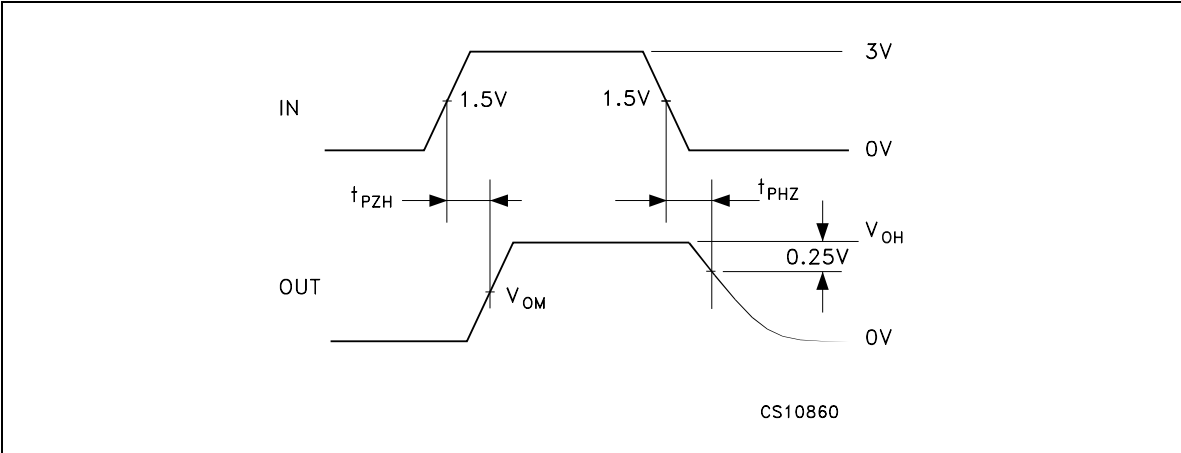 3V
IN
1.5V
1.5V
0V
tPZH
tPHZ
VOH
0.25V
OUT
VOM
0V
CS10860